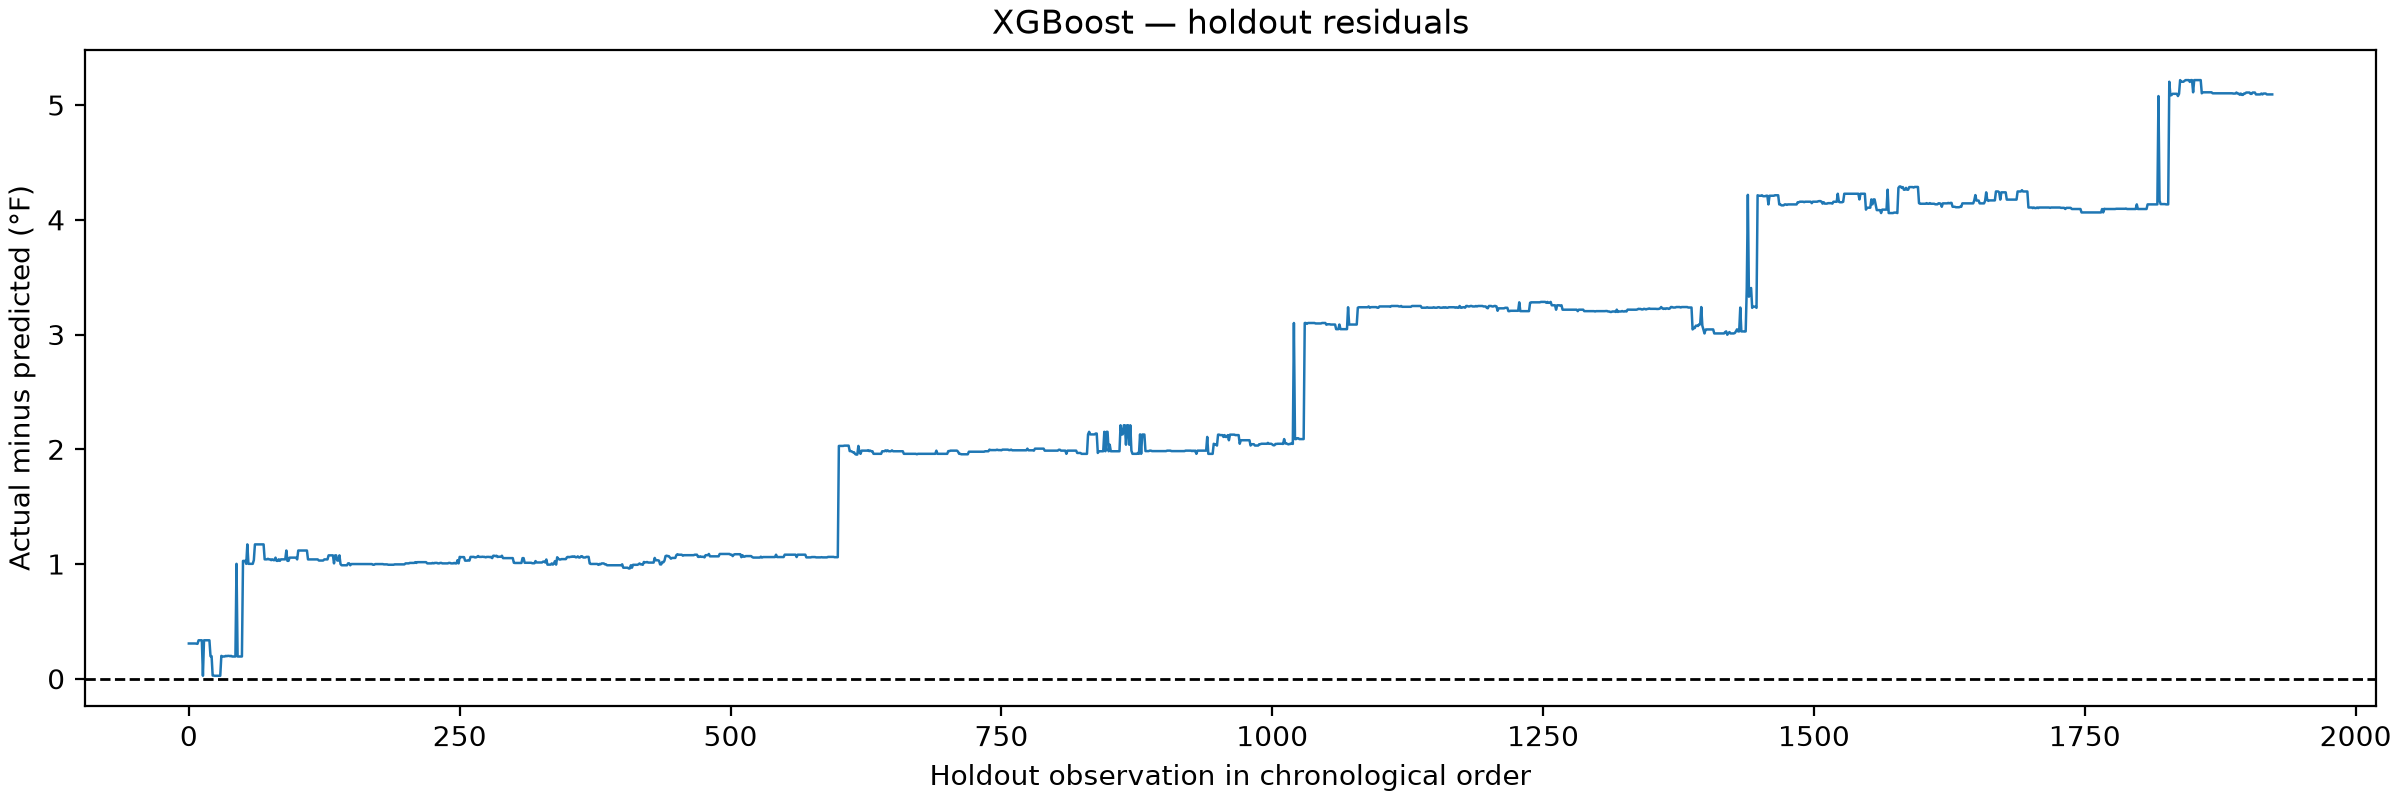 XGBoost — holdout residuals
Actual minus predicted (°F)
5
4
3
2
1
0
0 250 500 750 1000 1250 1500 1750 2000
Holdout observation in chronological order